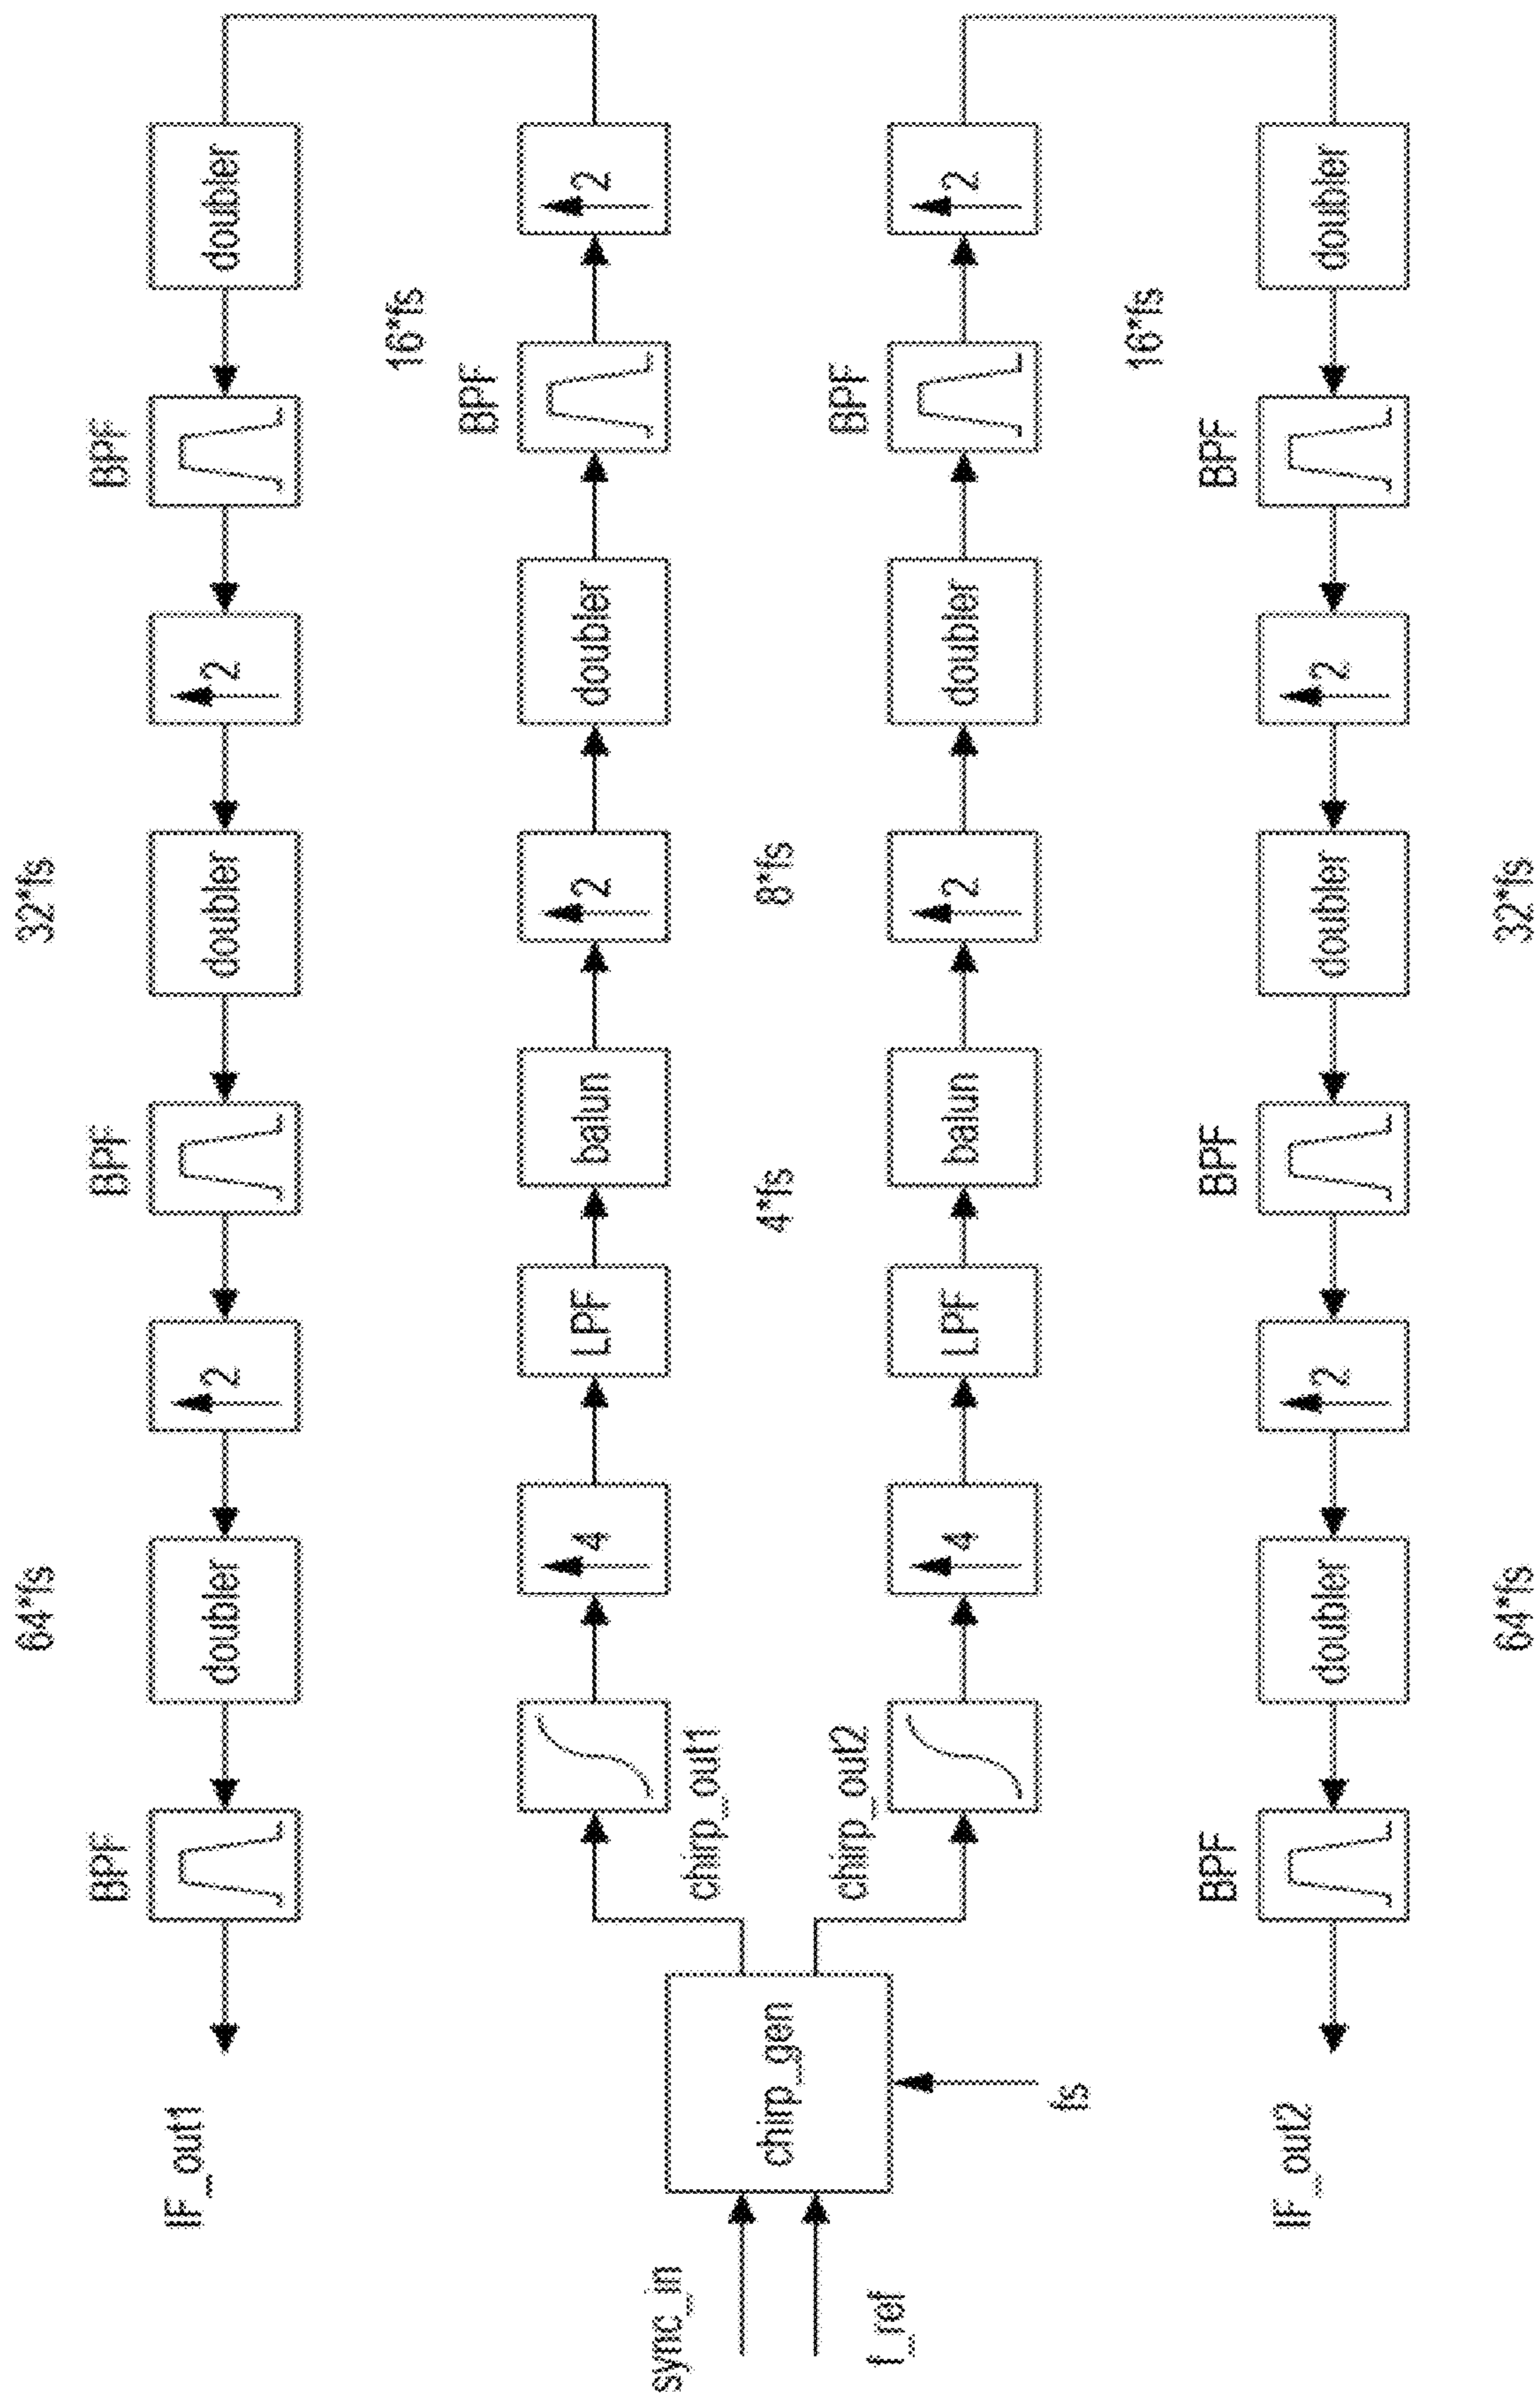 64*fs
32*fs
BPF
BPF
BPF
IF_out1
doubler
2
doubler
2
doubler
16*fs
BPF
4
LPF
balun
2
doubler
2
sync_in
chirp_out1
chirp_gen
4*fs
8*fs
chirp_out2
BPF
f_ref
4
LPF
balun
2
doubler
2
fs
16*fs
BPF
BPF
BPF
IF_out2
doubler
2
doubler
2
doubler
64*fs
32*fs